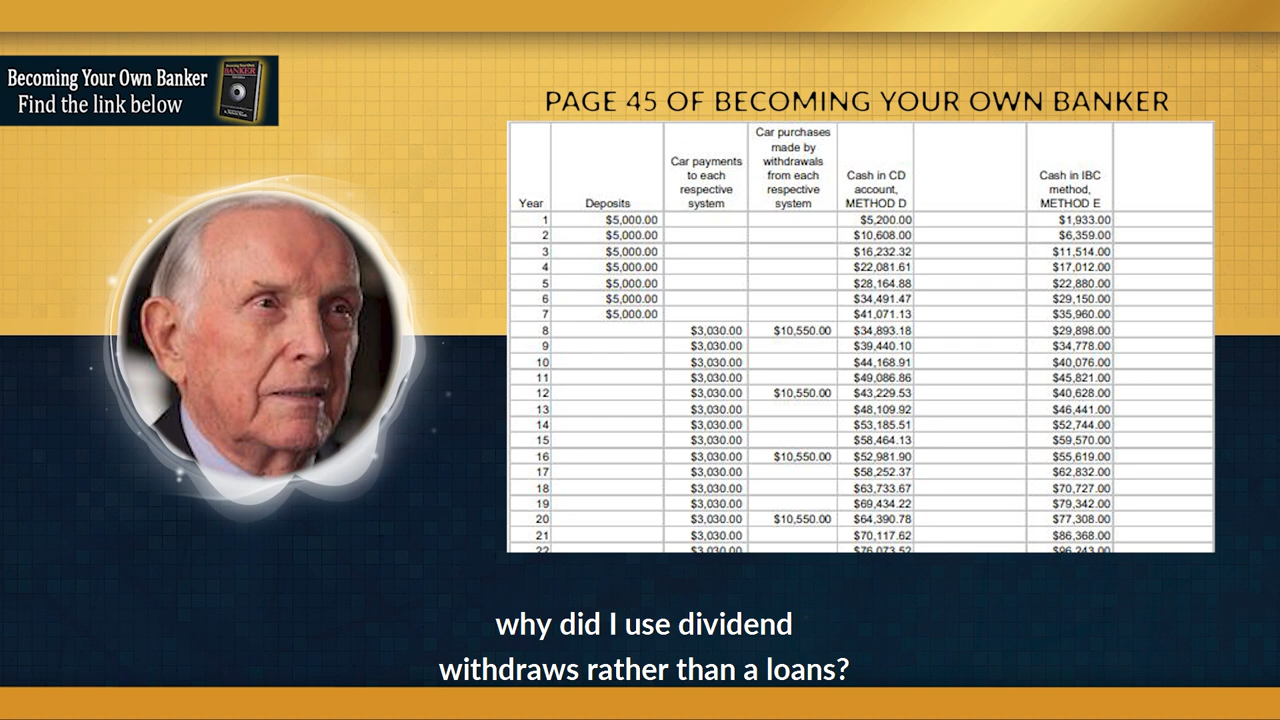 Becoming Your Own Banker
Find the link below
PAGE 45 OF BECOMING YOUR OWN BANKER
Year Deposits Car payments to each respective system Car purchases made by withdrawals from each respective system Cash in CD account, METHOD D Cash in IBC method, METHOD E
1 $5,000.00 $5,200.00 $1,933.00
2 $5,000.00 $10,608.00 $6,359.00
3 $5,000.00 $16,232.32 $11,514.00
4 $5,000.00 $22,081.61 $17,012.00
5 $5,000.00 $28,164.88 $22,880.00
6 $5,000.00 $34,491.47 $29,150.00
7 $5,000.00 $41,071.13 $35,960.00
8 $3,030.00 $10,550.00 $34,893.18 $29,898.00
9 $3,030.00 $39,440.10 $34,778.00
10 $3,030.00 $44,168.91 $40,076.00
11 $3,030.00 $49,086.86 $45,821.00
12 $3,030.00 $10,550.00 $43,229.53 $40,628.00
13 $3,030.00 $48,109.92 $46,441.00
14 $3,030.00 $53,185.51 $52,744.00
15 $3,030.00 $58,464.13 $59,570.00
16 $3,030.00 $10,550.00 $52,981.90 $55,619.00
17 $3,030.00 $58,252.37 $62,832.00
18 $3,030.00 $63,733.67 $70,727.00
19 $3,030.00 $69,434.22 $79,342.00
20 $3,030.00 $10,550.00 $64,390.78 $77,308.00
21 $3,030.00 $70,117.62 $86,368.00
22 $3,030.00 $76,073.52 $96,243.00
why did I use dividend
withdraws rather than a loans?